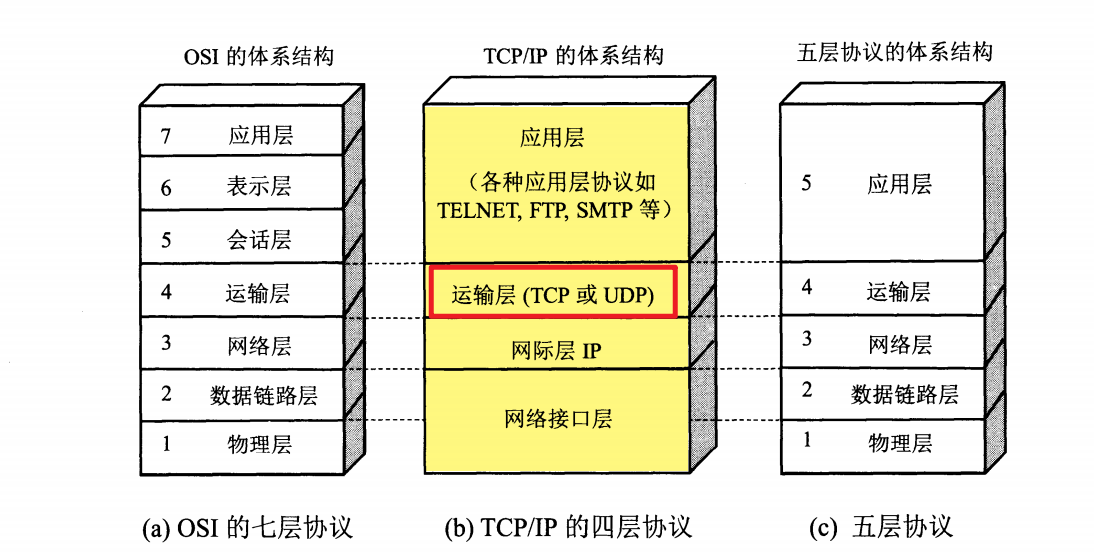 OSI 的体系结构
7 应用层
6 表示层
5 会话层
4 运输层
3 网络层
2 数据链路层
1 物理层
(a) OSI 的七层协议
TCP/IP 的体系结构
应用层
（各种应用层协议如
TELNET, FTP, SMTP 等）
运输层 (TCP 或 UDP)
网际层 IP
网络接口层
(b) TCP/IP 的四层协议
五层协议的体系结构
5 应用层
4 运输层
3 网络层
2 数据链路层
1 物理层
(c) 五层协议